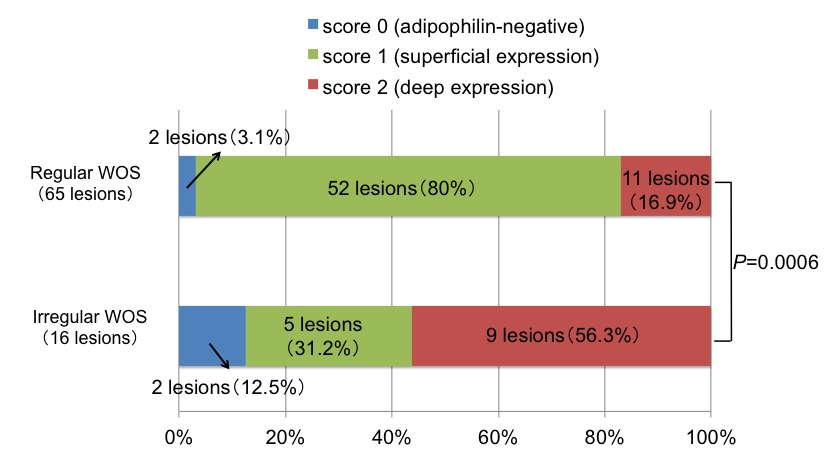 score 0 (adipophilin-negative)
score 1 (superficial expression)
score 2 (deep expression)
2 lesions（3.1%）
Regular WOS
（65 lesions）
52 lesions（80%）
11 lesions
（16.9%）
P=0.0006
Irregular WOS
（16 lesions）
5 lesions
（31.2%）
9 lesions（56.3%）
2 lesions（12.5%）
0% 20% 40% 60% 80% 100%